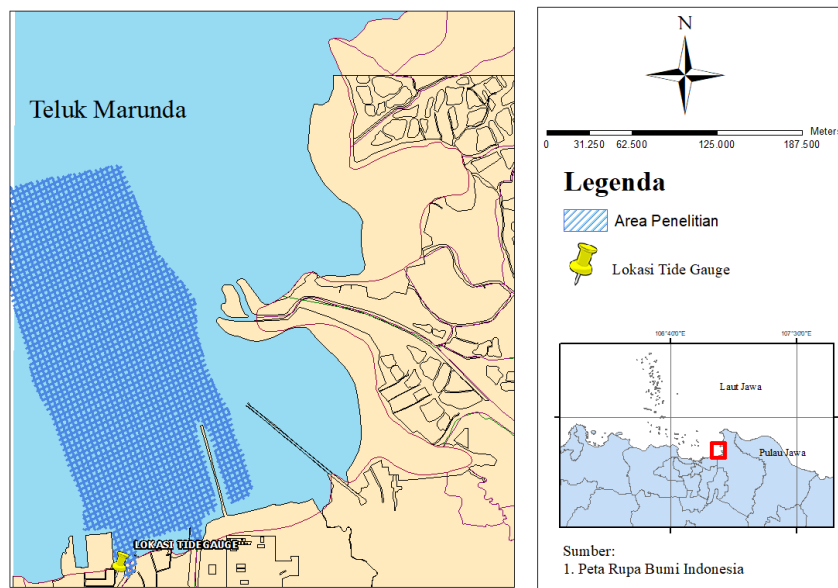 Teluk Marunda
LOKASI TIDEGAUGE
N
Meters
0 31.250 62.500 125.000 187.500
Legenda
Area Penelitian
Lokasi Tide Gauge
106°40'0"E 107°30'0"E
Laut Jawa
Pulau Jawa
Sumber:
1. Peta Rupa Bumi Indonesia